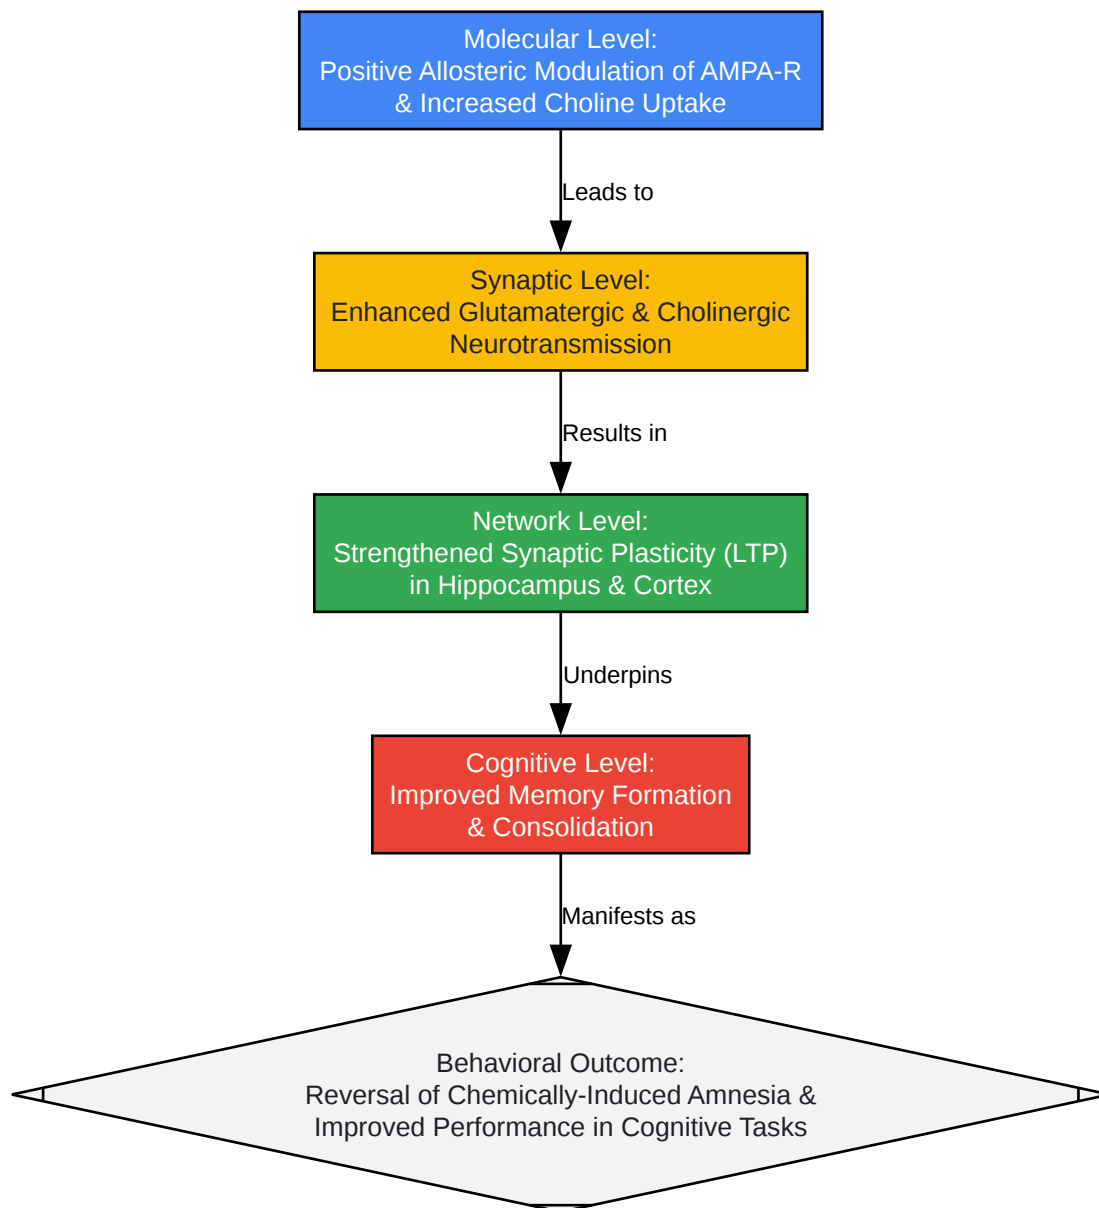 Molecular Level:
Positive Allosteric Modulation of AMPA-R
& Increased Choline Uptake
Leads to
Synaptic Level:
Enhanced Glutamatergic & Cholinergic
Neurotransmission
Results in
Network Level:
Strengthened Synaptic Plasticity (LTP)
in Hippocampus & Cortex
Underpins
Cognitive Level:
Improved Memory Formation
& Consolidation
Manifests as
Behavioral Outcome:
Reversal of Chemically-Induced Amnesia &
Improved Performance in Cognitive Tasks